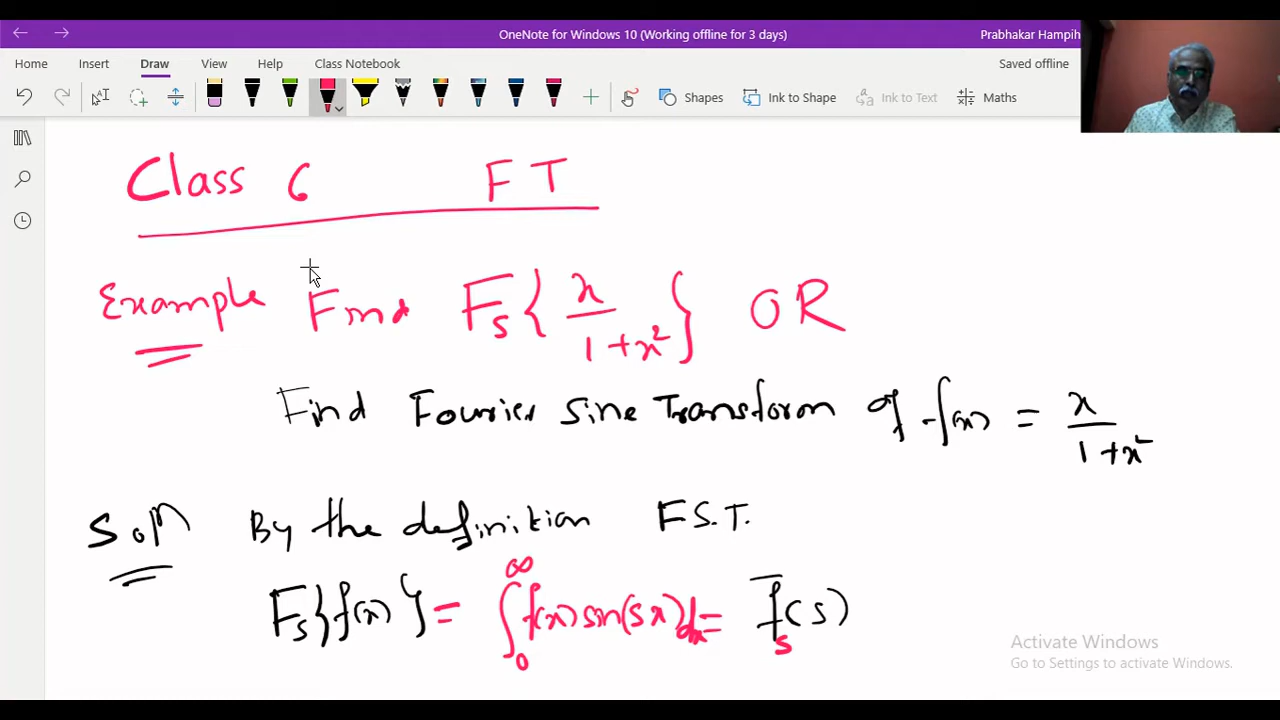 OneNote for Windows 10 (Working offline for 3 days)
Prabhakar Hampih
Home Insert Draw View Help Class Notebook
Saved offline
Shapes Ink to Shape Ink to Text Maths
Class 6 FT
Example Find F_s{x/(1+x²)} OR
Find Fourier Sine Transform of f(x) = x/(1+x²)
Soln By the definition F.S.T.
F_s{f(x)} = ∫₀^∞ f(x) sin(sx) dx = f̅_s(s)
Activate Windows
Go to Settings to activate Windows.